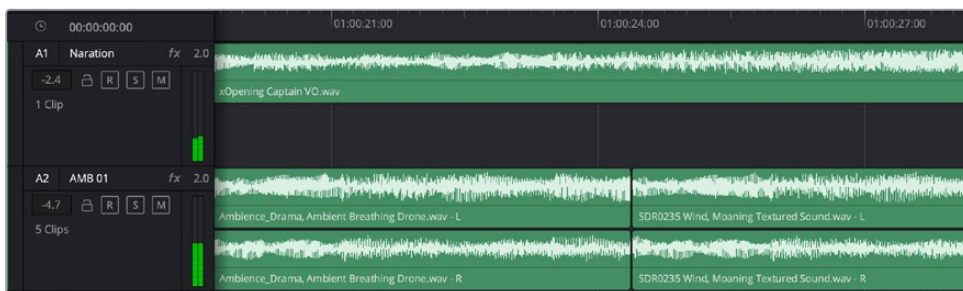 00:00:00:00
01:00:21:00 01:00:24:00 01:00:27:00
A1 Naration fx 2.0
-2.4 R S M
1 Clip
xOpening Captain VO.wav
A2 AMB 01 fx 2.0
-4.7 R S M
5 Clips
Ambience_Drama, Ambient Breathing Drone.wav - L SDR0235 Wind, Moaning Textured Sound.wav - L
Ambience_Drama, Ambient Breathing Drone.wav - R SDR0235 Wind, Moaning Textured Sound.wav - R